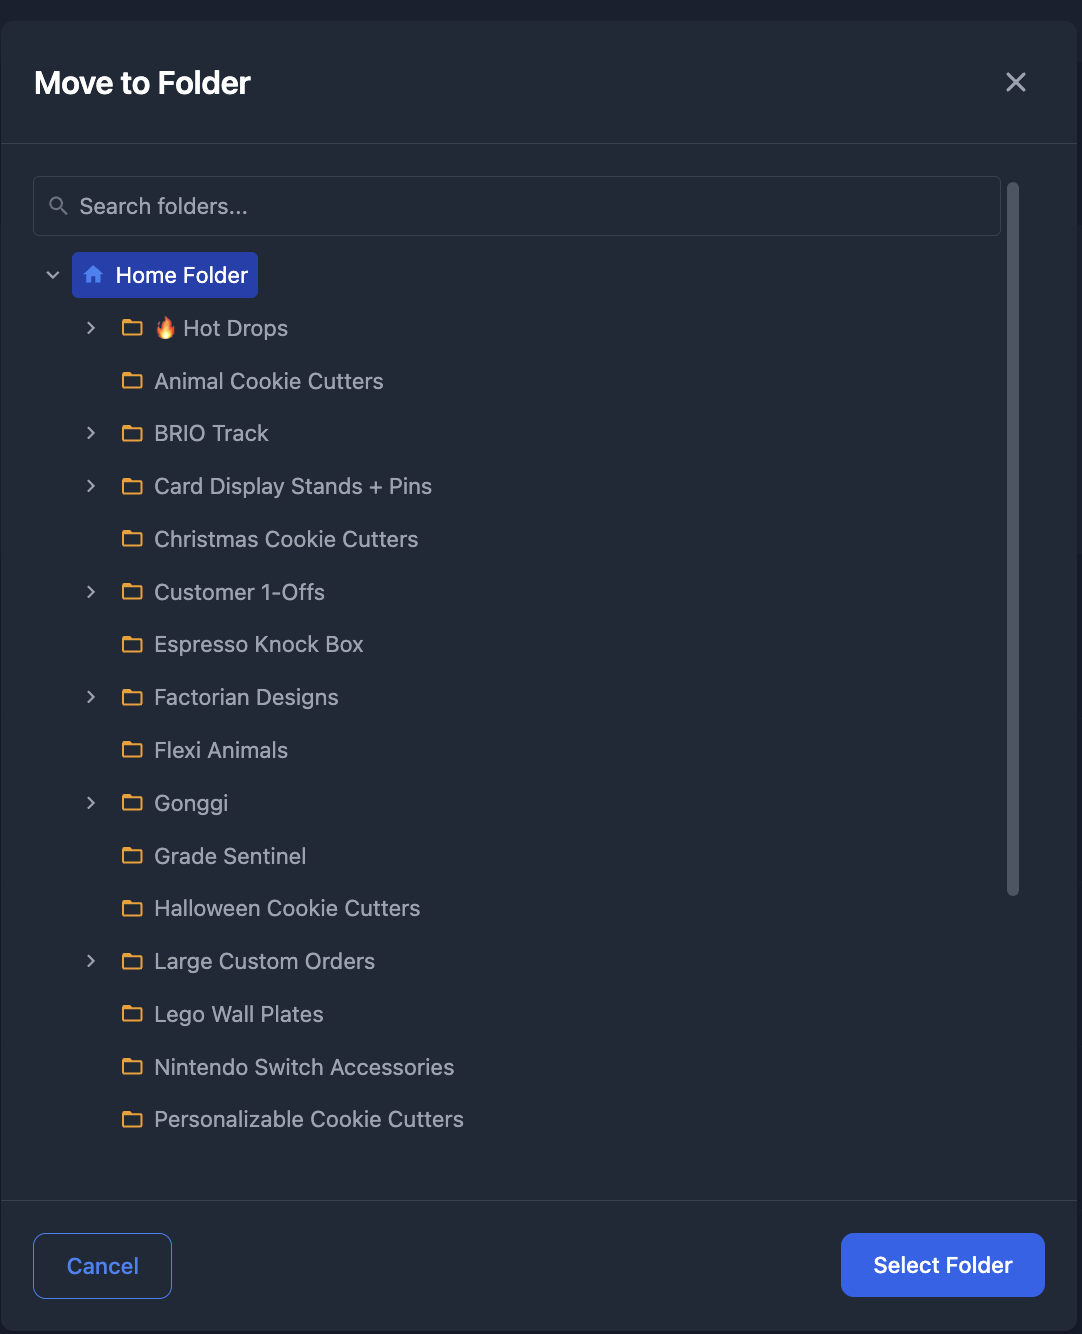 Move to Folder
Search folders...
Home Folder
🔥 Hot Drops
Animal Cookie Cutters
BRIO Track
Card Display Stands + Pins
Christmas Cookie Cutters
Customer 1-Offs
Espresso Knock Box
Factorian Designs
Flexi Animals
Gonggi
Grade Sentinel
Halloween Cookie Cutters
Large Custom Orders
Lego Wall Plates
Nintendo Switch Accessories
Personalizable Cookie Cutters
Cancel
Select Folder